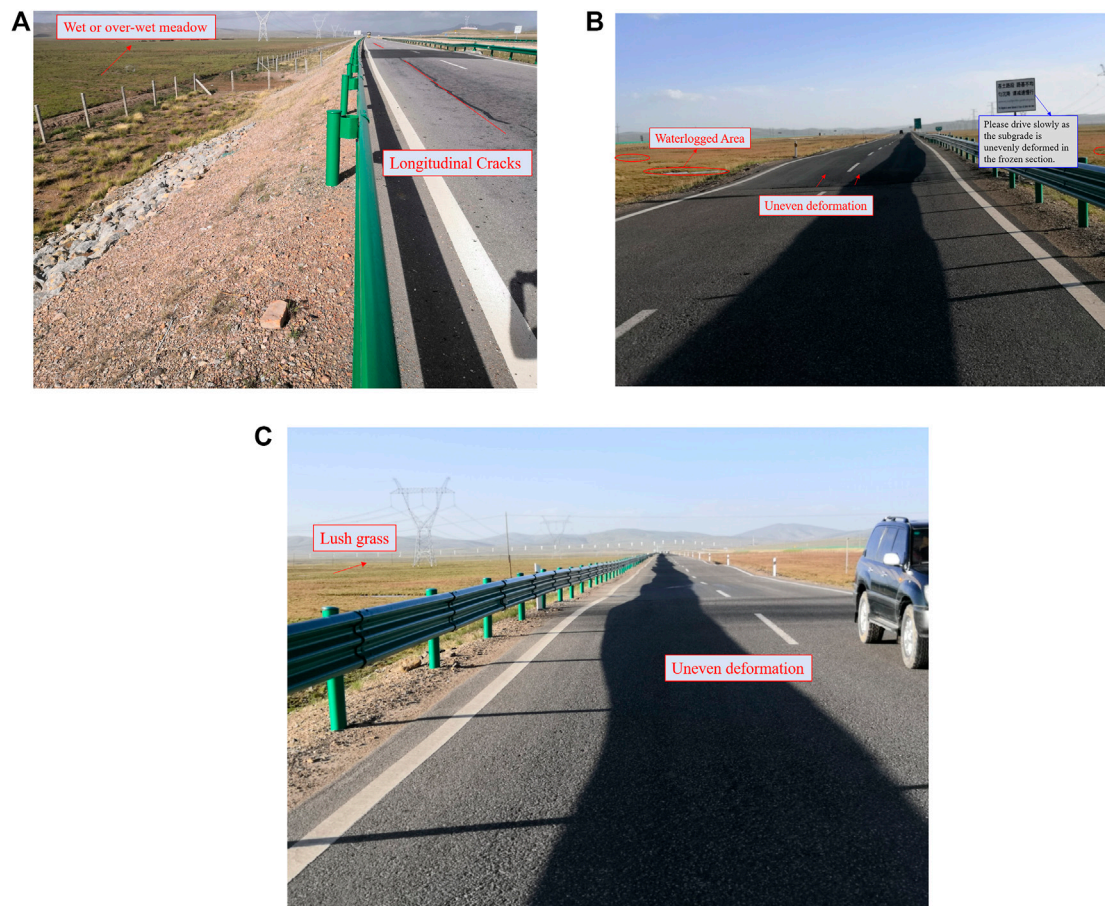 A
Wet or over-wet meadow
Longitudinal Cracks
B
Waterlogged Area
Uneven deformation
Please drive slowly as
the subgrade is
unevenly deformed in
the frozen section.
C
Lush grass
Uneven deformation